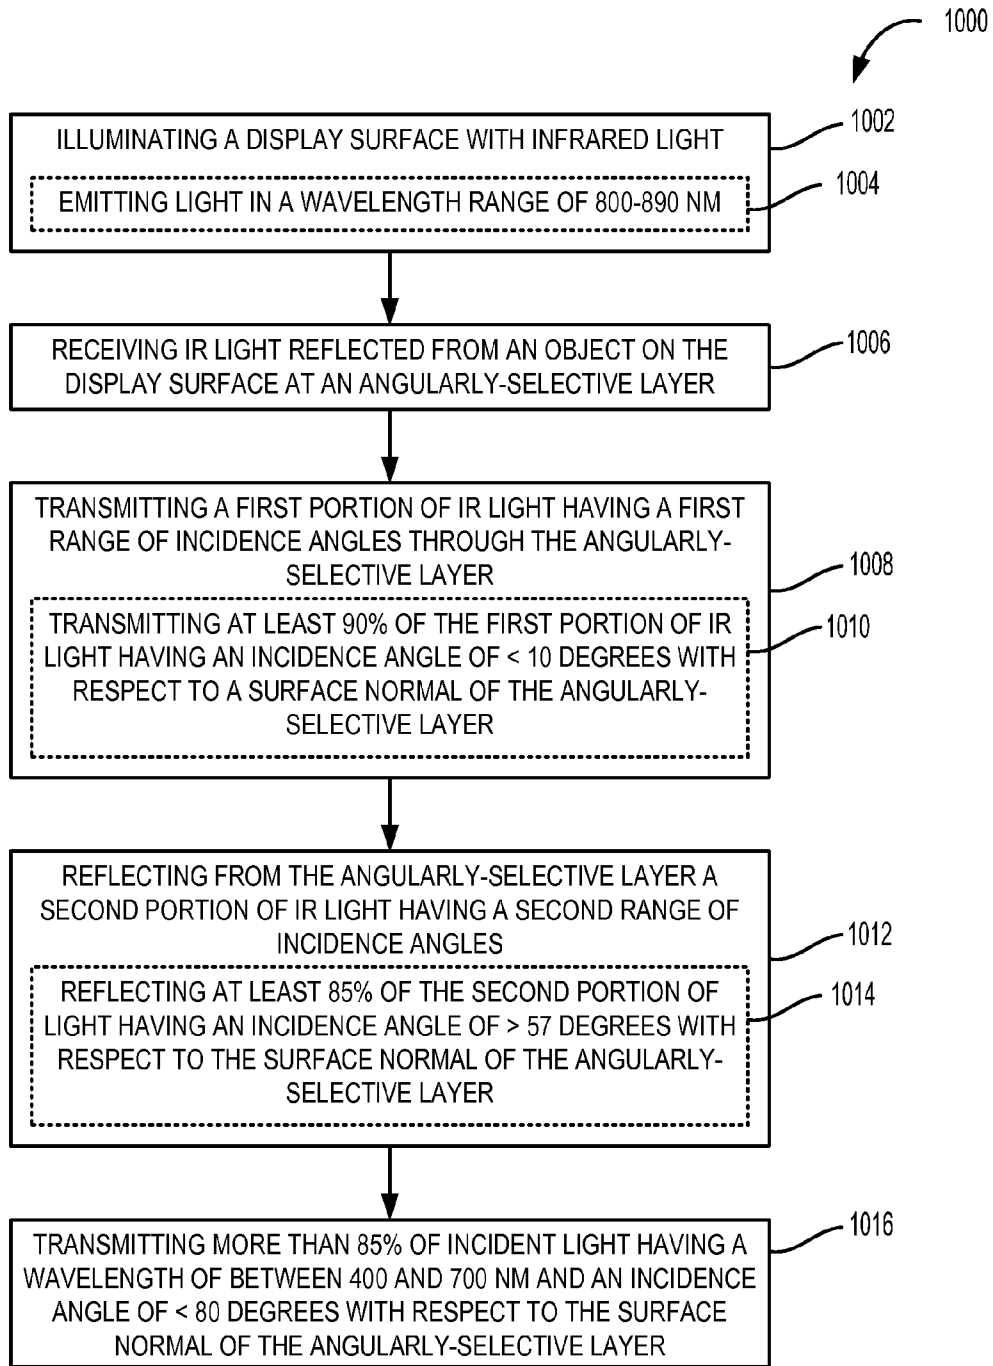 1000
ILLUMINATING A DISPLAY SURFACE WITH INFRARED LIGHT
1002
EMITTING LIGHT IN A WAVELENGTH RANGE OF 800-890 NM
1004
RECEIVING IR LIGHT REFLECTED FROM AN OBJECT ON THE
DISPLAY SURFACE AT AN ANGULARLY-SELECTIVE LAYER
1006
TRANSMITTING A FIRST PORTION OF IR LIGHT HAVING A FIRST
RANGE OF INCIDENCE ANGLES THROUGH THE ANGULARLY-
SELECTIVE LAYER
1008
TRANSMITTING AT LEAST 90% OF THE FIRST PORTION OF IR
LIGHT HAVING AN INCIDENCE ANGLE OF < 10 DEGREES WITH
RESPECT TO A SURFACE NORMAL OF THE ANGULARLY-
SELECTIVE LAYER
1010
REFLECTING FROM THE ANGULARLY-SELECTIVE LAYER A
SECOND PORTION OF IR LIGHT HAVING A SECOND RANGE OF
INCIDENCE ANGLES
1012
REFLECTING AT LEAST 85% OF THE SECOND PORTION OF
LIGHT HAVING AN INCIDENCE ANGLE OF > 57 DEGREES WITH
RESPECT TO THE SURFACE NORMAL OF THE ANGULARLY-
SELECTIVE LAYER
1014
TRANSMITTING MORE THAN 85% OF INCIDENT LIGHT HAVING A
WAVELENGTH OF BETWEEN 400 AND 700 NM AND AN INCIDENCE
ANGLE OF < 80 DEGREES WITH RESPECT TO THE SURFACE
NORMAL OF THE ANGULARLY-SELECTIVE LAYER
1016